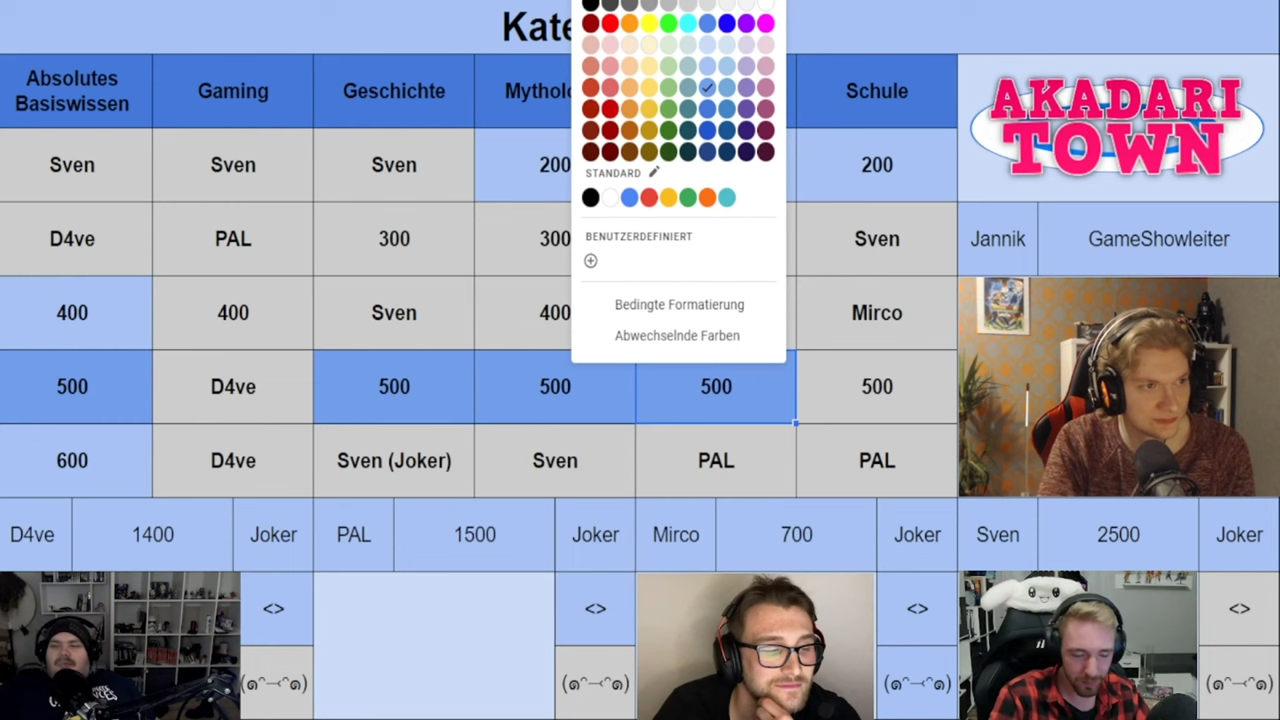 Kate
Absolutes Basiswissen Gaming Geschichte Mythol Schule
AKADARI
TOWN
Sven Sven Sven 200 200
STANDARD
D4ve PAL 300 300 Sven Jannik GameShowleiter
BENUTZERDEFINIERT
400 400 Sven 400 Mirco
Bedingte Formatierung
Abwechselnde Farben
500 D4ve 500 500 500 500
600 D4ve Sven (Joker) Sven PAL PAL
D4ve 1400 Joker PAL 1500 Joker Mirco 700 Joker Sven 2500 Joker
<> <> <> <>